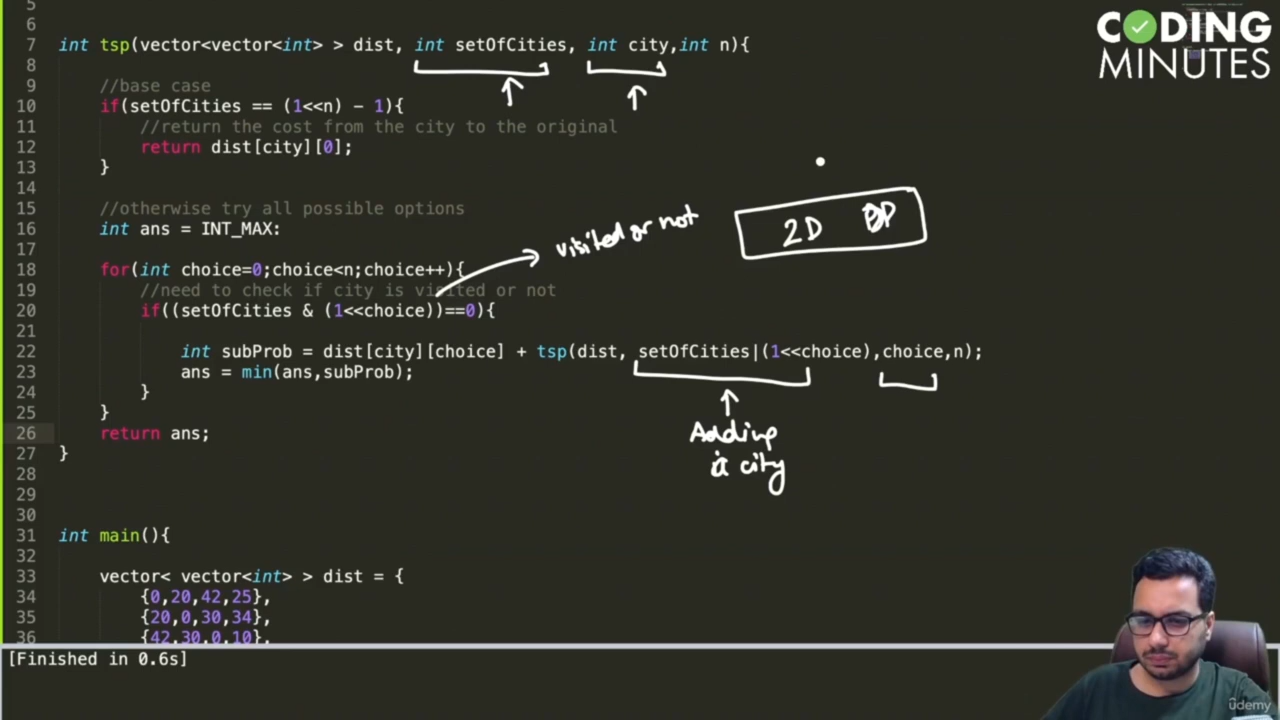 5
6
7 int tsp(vector<vector<int> > dist, int setOfCities, int city,int n){
8
9 //base case
10 if(setOfCities == (1<<n) - 1){
11 //return the cost from the city to the original
12 return dist[city][0];
13 }
14
15 //otherwise try all possible options
16 int ans = INT_MAX;
17
18 for(int choice=0;choice<n;choice++){
19 //need to check if city is visited or not
20 if((setOfCities & (1<<choice))==0){
21
22 int subProb = dist[city][choice] + tsp(dist, setOfCities|(1<<choice),choice,n);
23 ans = min(ans,subProb);
24 }
25 }
26 return ans;
27 }
28
29
30
31 int main(){
32
33 vector< vector<int> > dist = {
34 {0,20,42,25},
35 {20,0,30,34},
36 {42,30,0,10},
visited or not
2D DP
Adding
a city
[Finished in 0.6s]
CODING
MINUTES
ûdemy